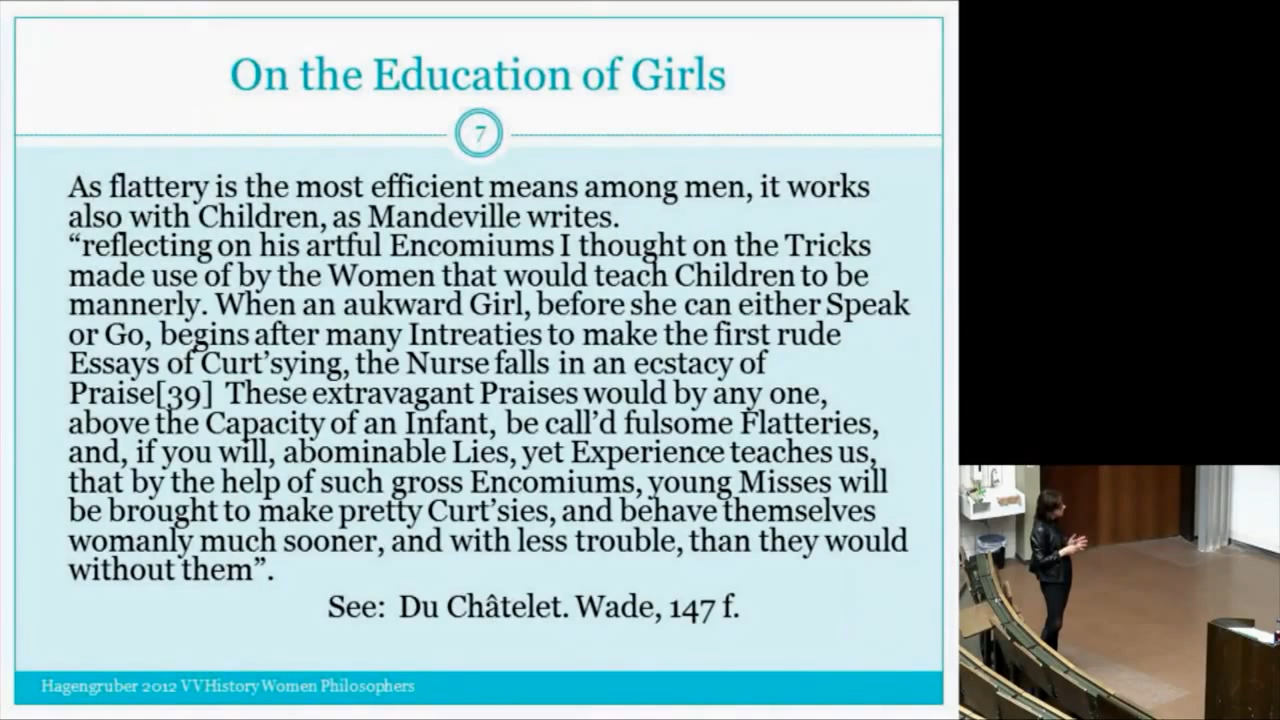 On the Education of Girls
7
As flattery is the most efficient means among men, it works
also with Children, as Mandeville writes.
“reflecting on his artful Encomiums I thought on the Tricks
made use of by the Women that would teach Children to be
mannerly. When an aukward Girl, before she can either Speak
or Go, begins after many Intreaties to make the first rude
Essays of Curt’sying, the Nurse falls in an ecstacy of
Praise[39] These extravagant Praises would by any one,
above the Capacity of an Infant, be call’d fulsome Flatteries,
and, if you will, abominable Lies, yet Experience teaches us,
that by the help of such gross Encomiums, young Misses will
be brought to make pretty Curt’sies, and behave themselves
womanly much sooner, and with less trouble, than they would
without them”.
See: Du Châtelet. Wade, 147 f.
Hagengruber 2012 VVHistory Women Philosophers